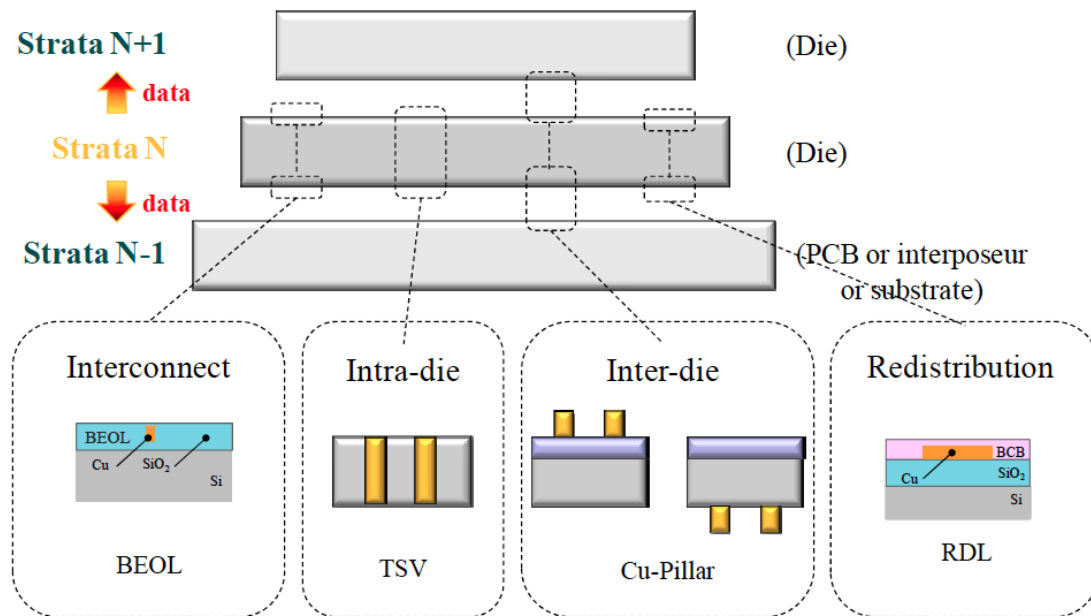 Strata N+1
(Die)
data
Strata N
(Die)
data
Strata N-1
(PCB or interposeur
or substrate)
Interconnect
BEOL
Cu
SiO2
Si
BEOL
Intra-die
TSV
Inter-die
Cu-Pillar
Redistribution
BCB
Cu
SiO2
Si
RDL